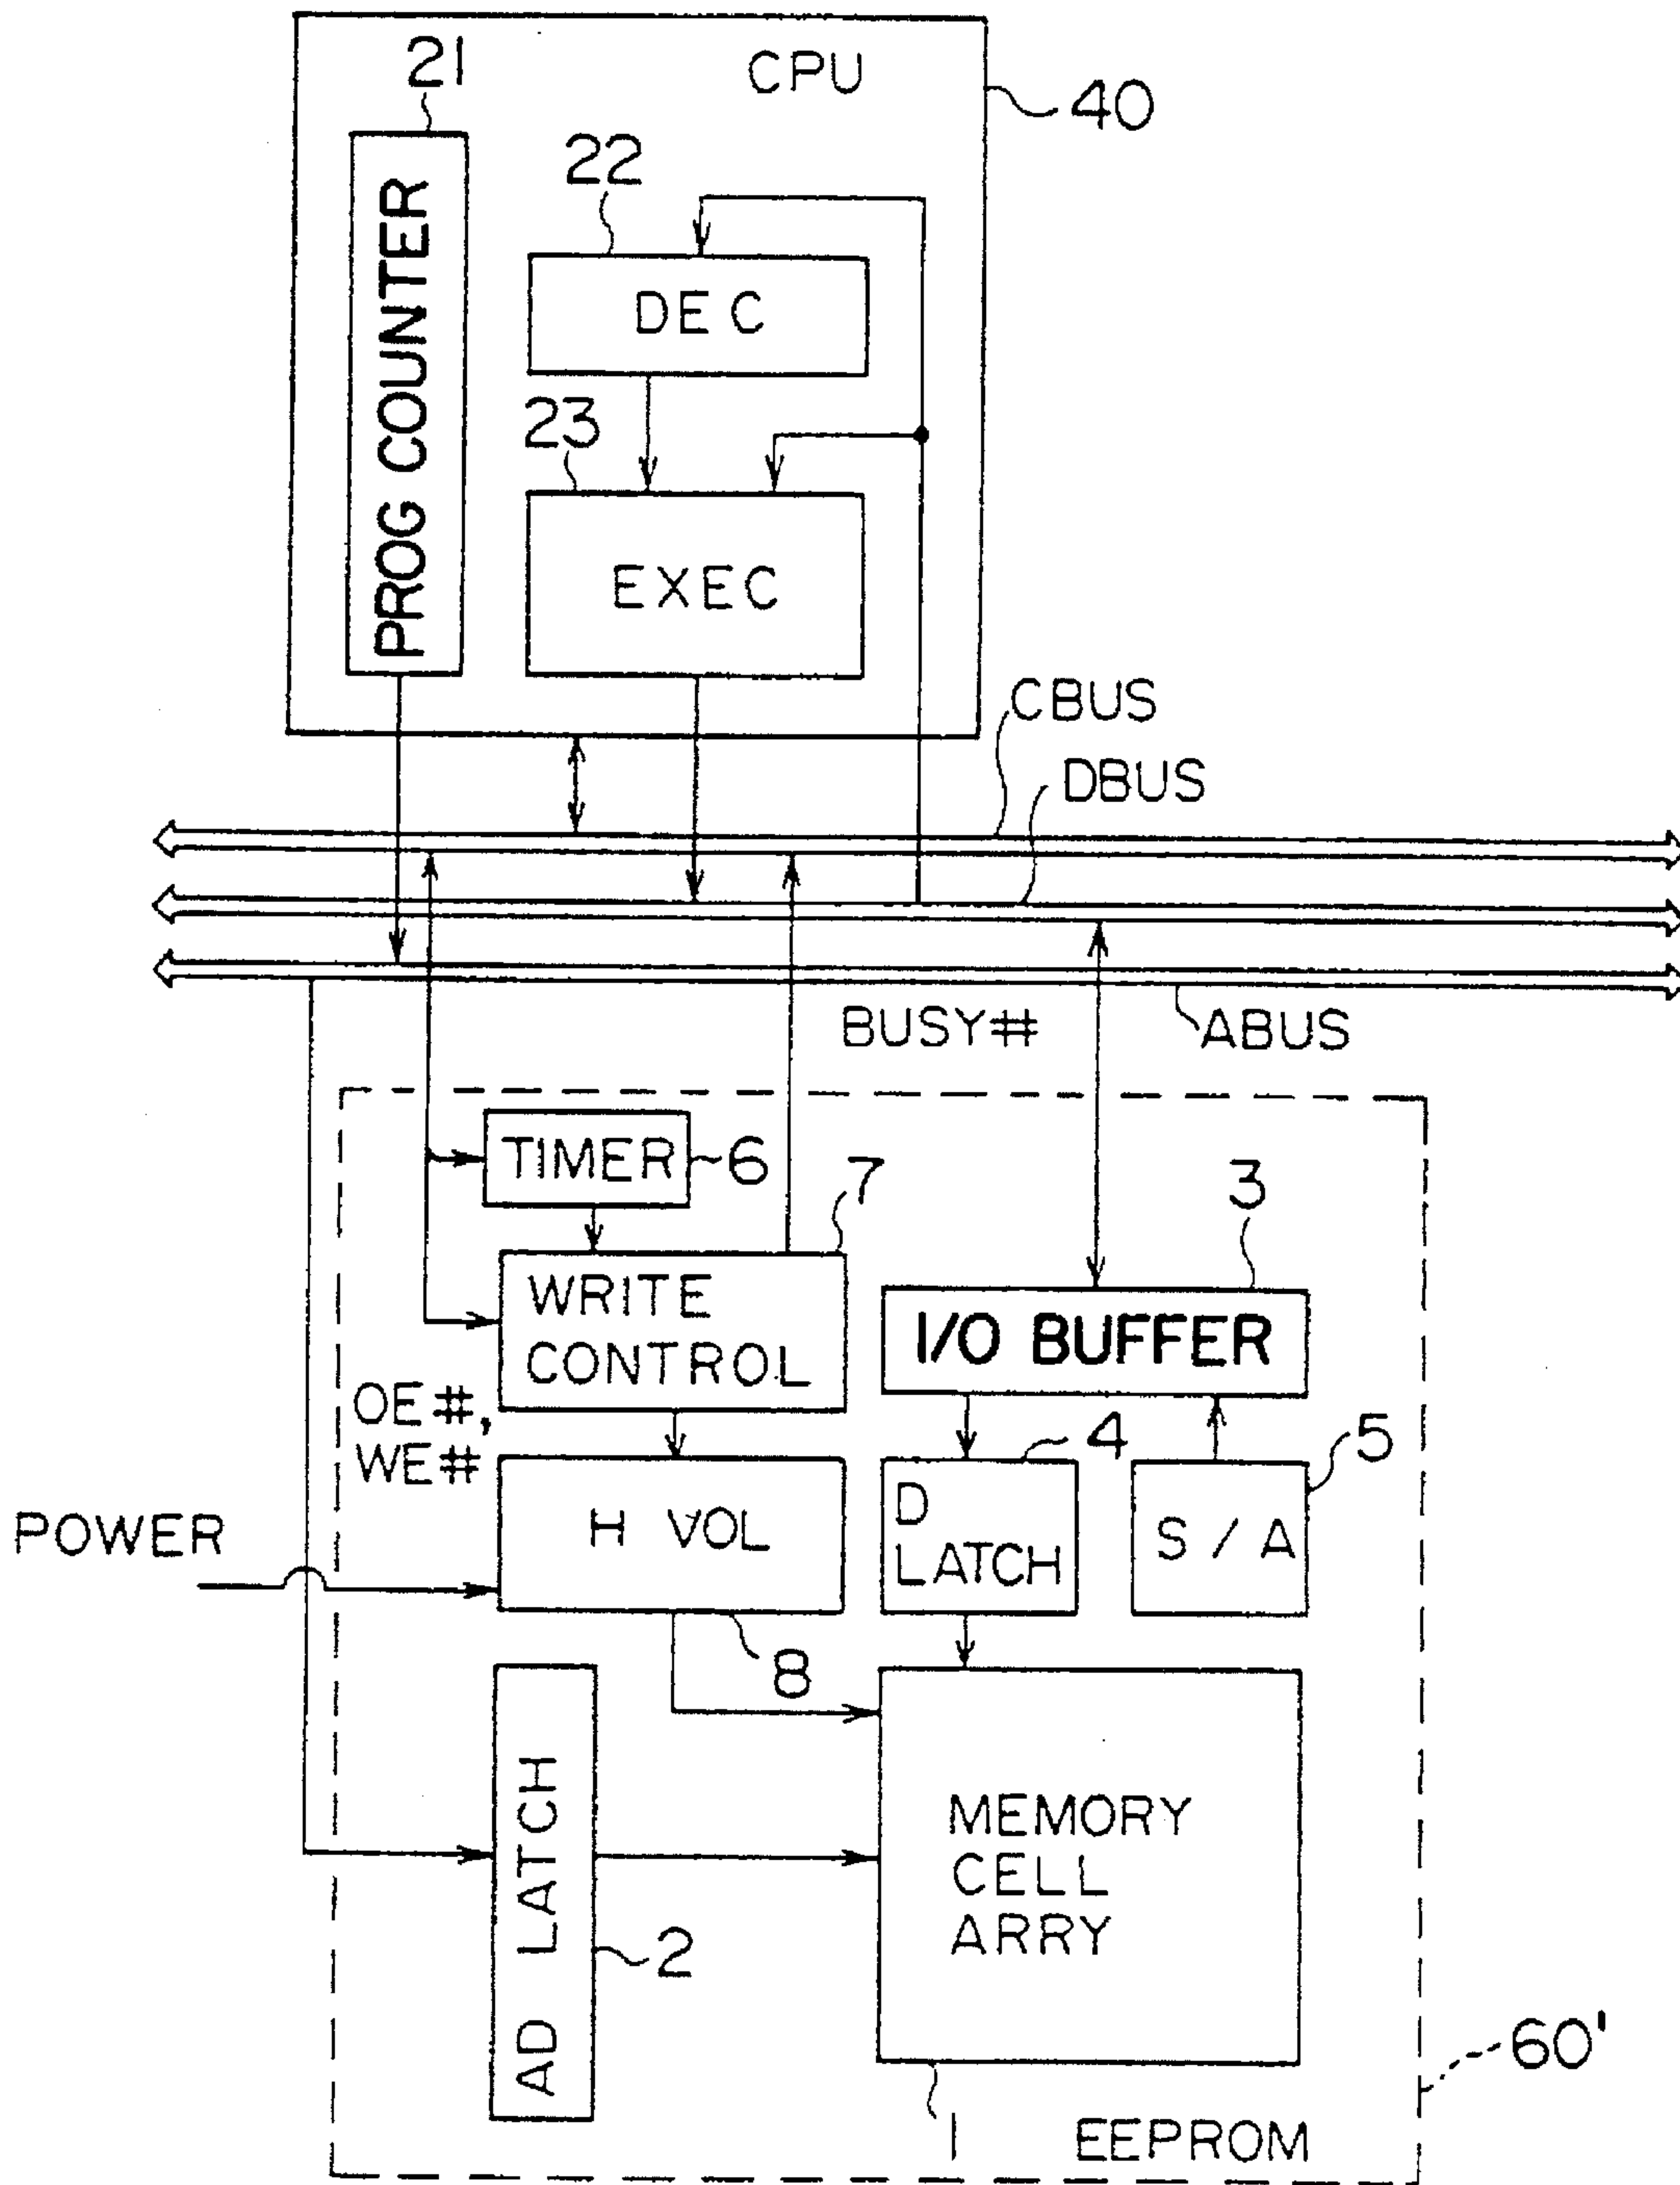 CPU
21
40
22
PROG COUNTER
DEC
23
EXEC
CBUS
DBUS
BUSY#
ABUS
TIMER
6
7
3
WRITE
CONTROL
I/O BUFFER
OE#,
WE#
4
5
H VOL
D
LATCH
S / A
POWER
8
AD LATCH
2
MEMORY
CELL
ARRY
60'
1
EEPROM